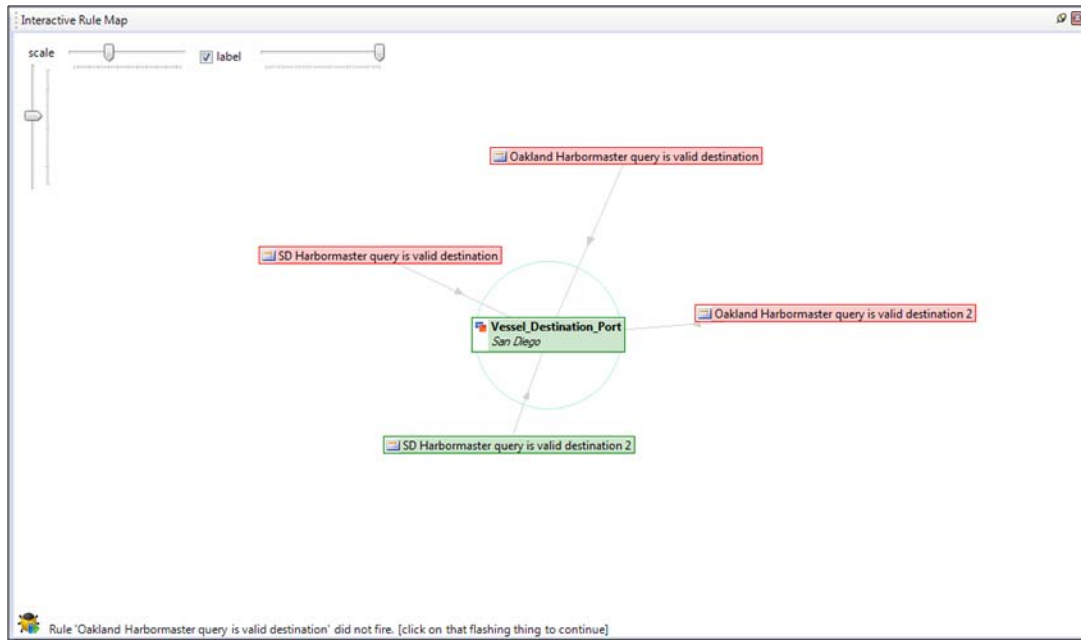 Interactive Rule Map
scale
label
Oakland Harbormaster query is valid destination
SD Harbormaster query is valid destination
Vessel_Destination_Port
San Diego
Oakland Harbormaster query is valid destination 2
SD Harbormaster query is valid destination 2
Rule 'Oakland Harbormaster query is valid destination' did not fire. [click on that flashing thing to continue]